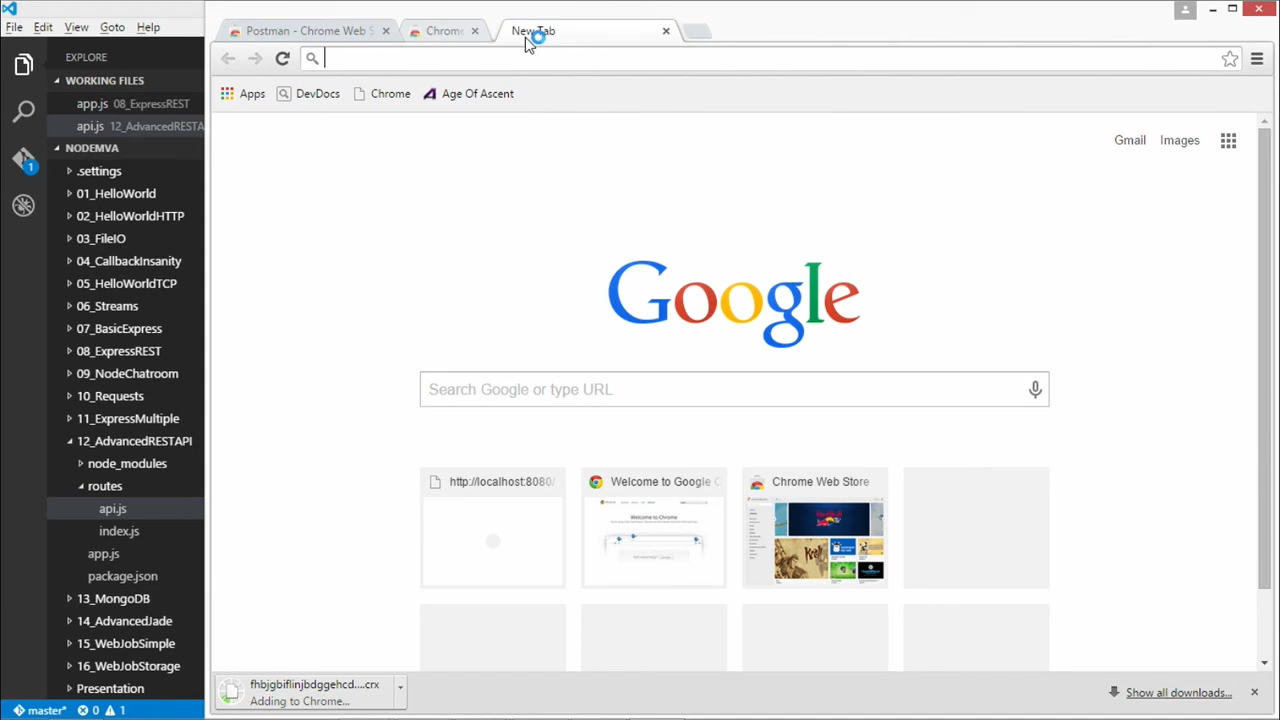 File Edit View Goto Help
EXPLORE
WORKING FILES
app.js 08_ExpressREST
api.js 12_AdvancedRESTA
NODEMVA
.settings
01_HelloWorld
02_HelloWorldHTTP
03_FileIO
04_CallbackInsanity
05_HelloWorldTCP
06_Streams
07_BasicExpress
08_ExpressREST
09_NodeChatroom
10_Requests
11_ExpressMultiple
12_AdvancedRESTAPI
node_modules
routes
api.js
index.js
app.js
package.json
13_MongoDB
14_AdvancedJade
15_WebJobSimple
16_WebJobStorage
Presentation
1
master* 0 1
Postman - Chrome Web S
Chrome
New Tab
Apps DevDocs Chrome Age Of Ascent
Gmail Images
Google
Search Google or type URL
http://localhost:8080/
Welcome to Google C
Chrome Web Store
fhbjgbiflinjbdggehcd....crx
Adding to Chrome...
Show all downloads...